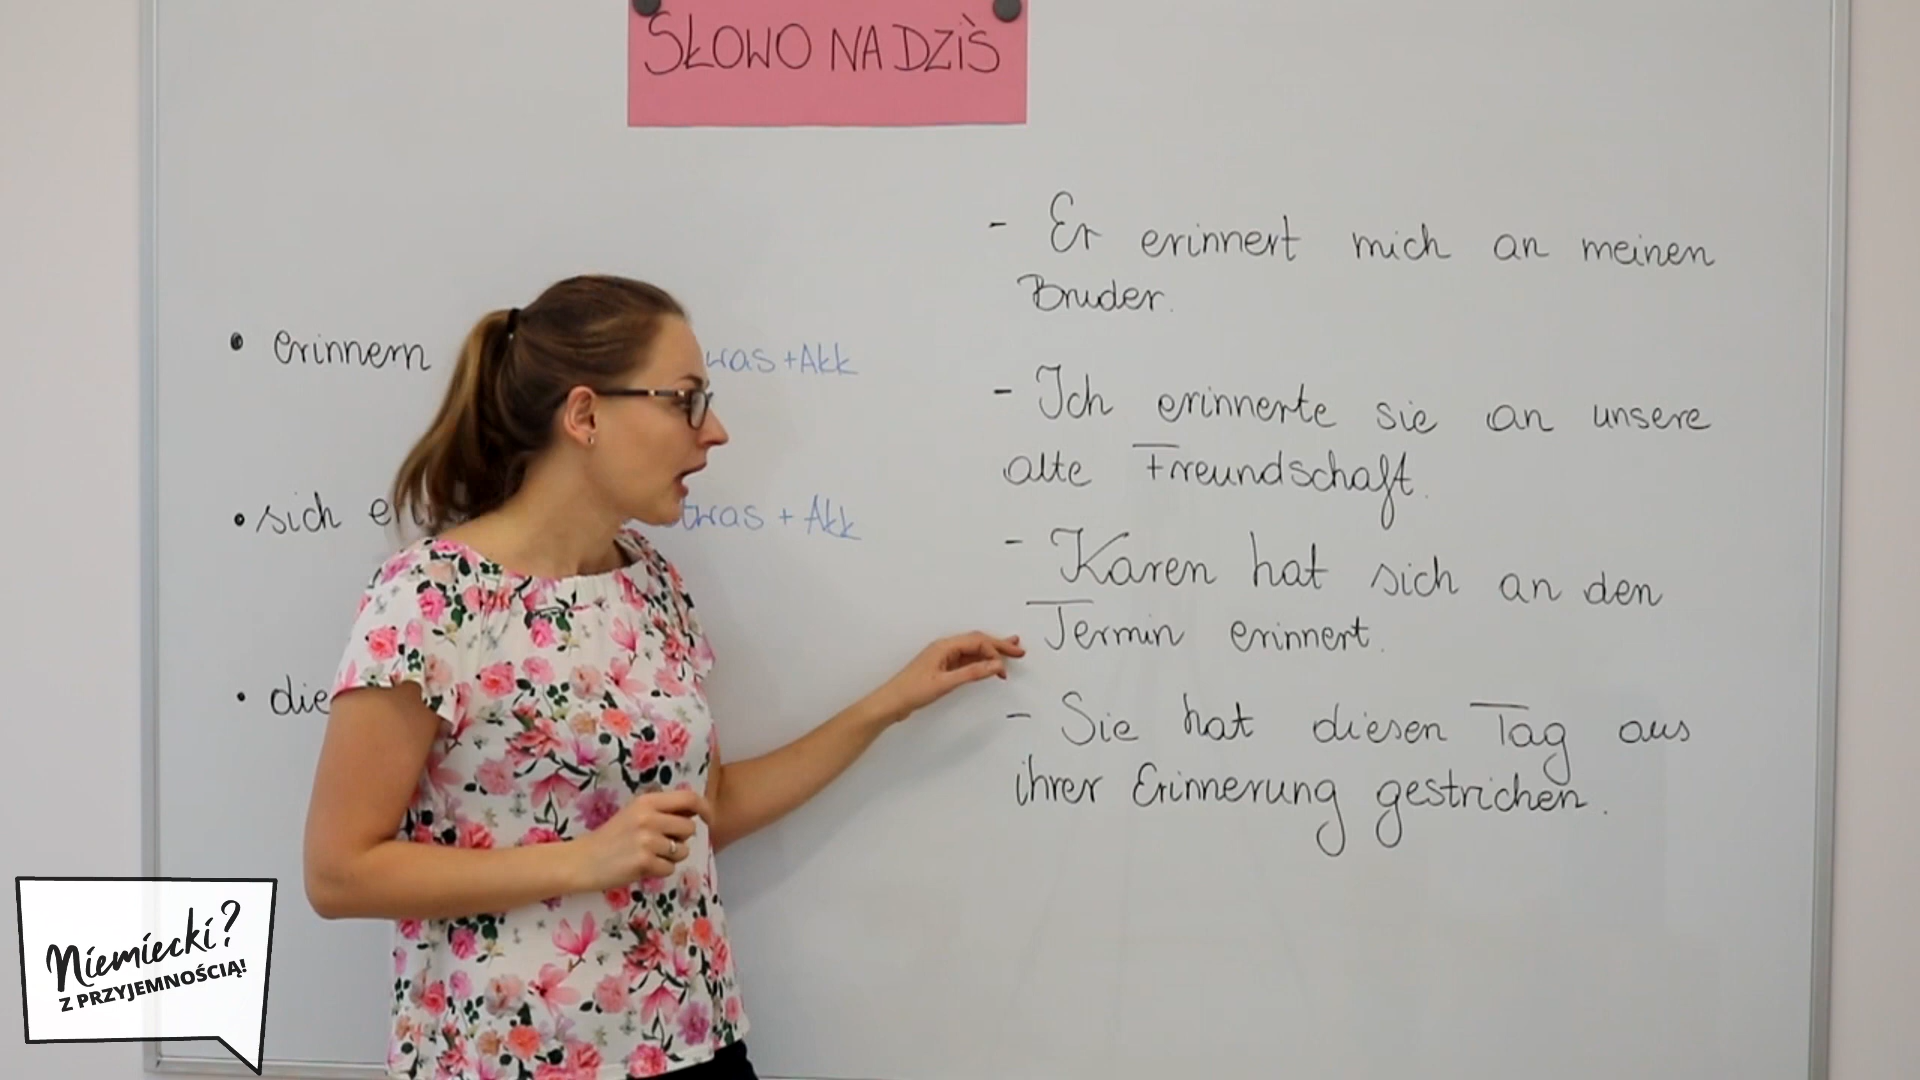 SŁOWO NA DZIŚ
• erinnern
• sich
• die
+Akk
+ Akk
- Er erinnert mich an meinen
Bruder.
- Ich erinnerte sie an unsere
alte Freundschaft.
- Karen hat sich an den
Termin erinnert.
- Sie hat diesen Tag aus
ihrer Erinnerung gestrichen.
Niemiecki?
Z PRZYJEMNOŚCIĄ!